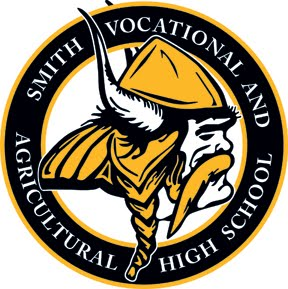 SMITH VOCATIONAL AND
AGRICULTURAL HIGH SCHOOL